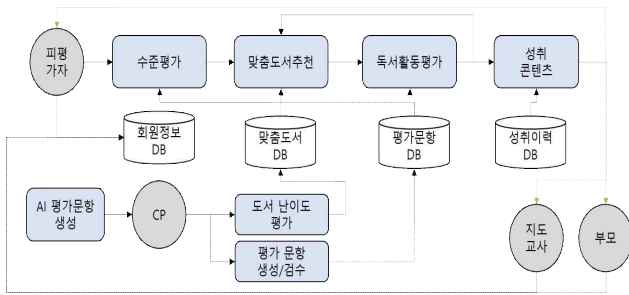 피평
가자
수준평가
맞춤도서추천
독서활동평가
성취
콘텐츠
회원정보
DB
맞춤도서
DB
평가문항
DB
성취이력
DB
AI 평가문항
생성
CP
도서 난이도
평가
평가 문항
생성/검수
지도
교사
부모